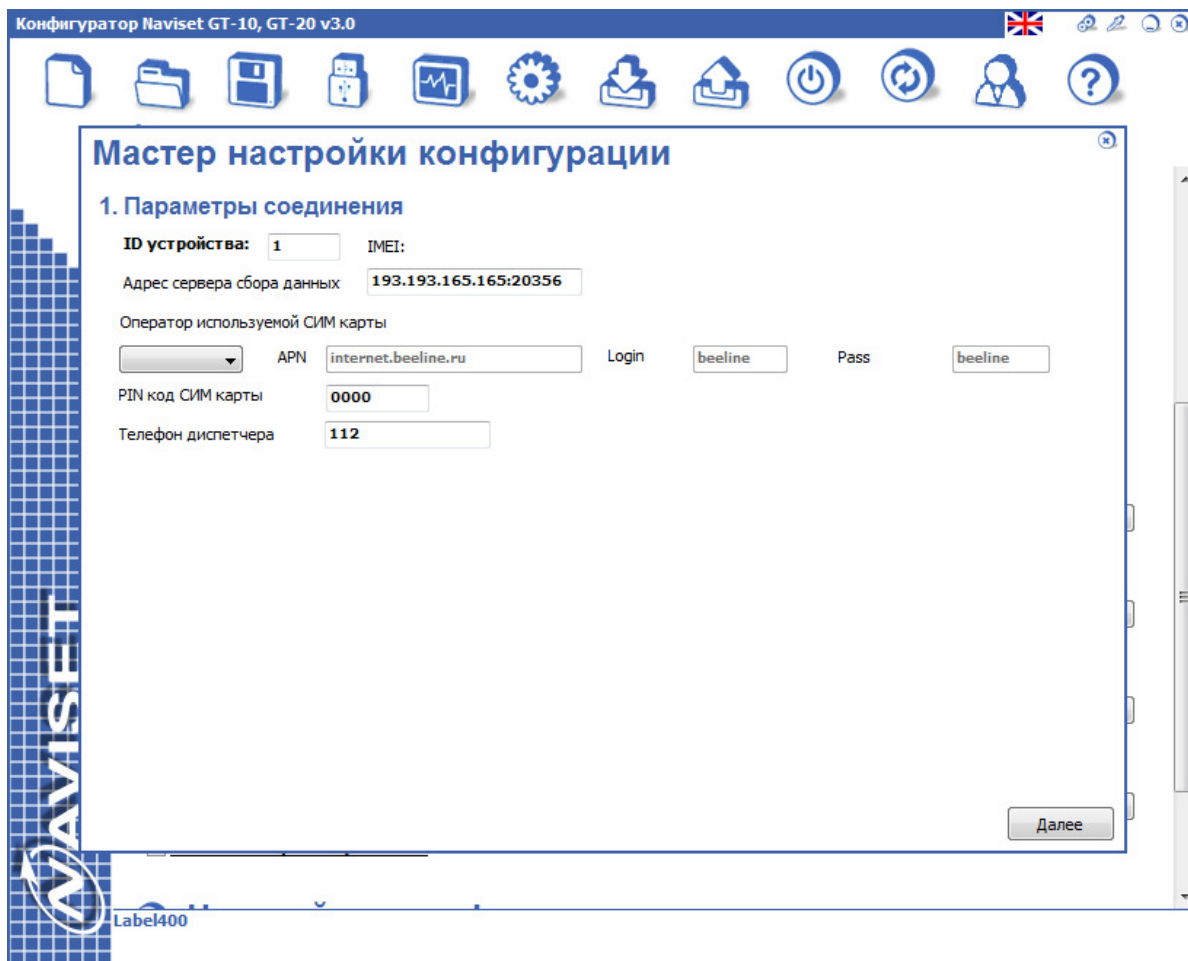 Конфигуратор Naviset GT-10, GT-20 v3.0
Мастер настройки конфигурации
1. Параметры соединения
ID устройства: 1 IMEI:
Адрес сервера сбора данных 193.193.165.165:20356
Оператор используемой СИМ карты
APN internet.beeline.ru Login beeline Pass beeline
PIN код СИМ карты 0000
Телефон диспетчера 112
Далее
NAVISET
Label400